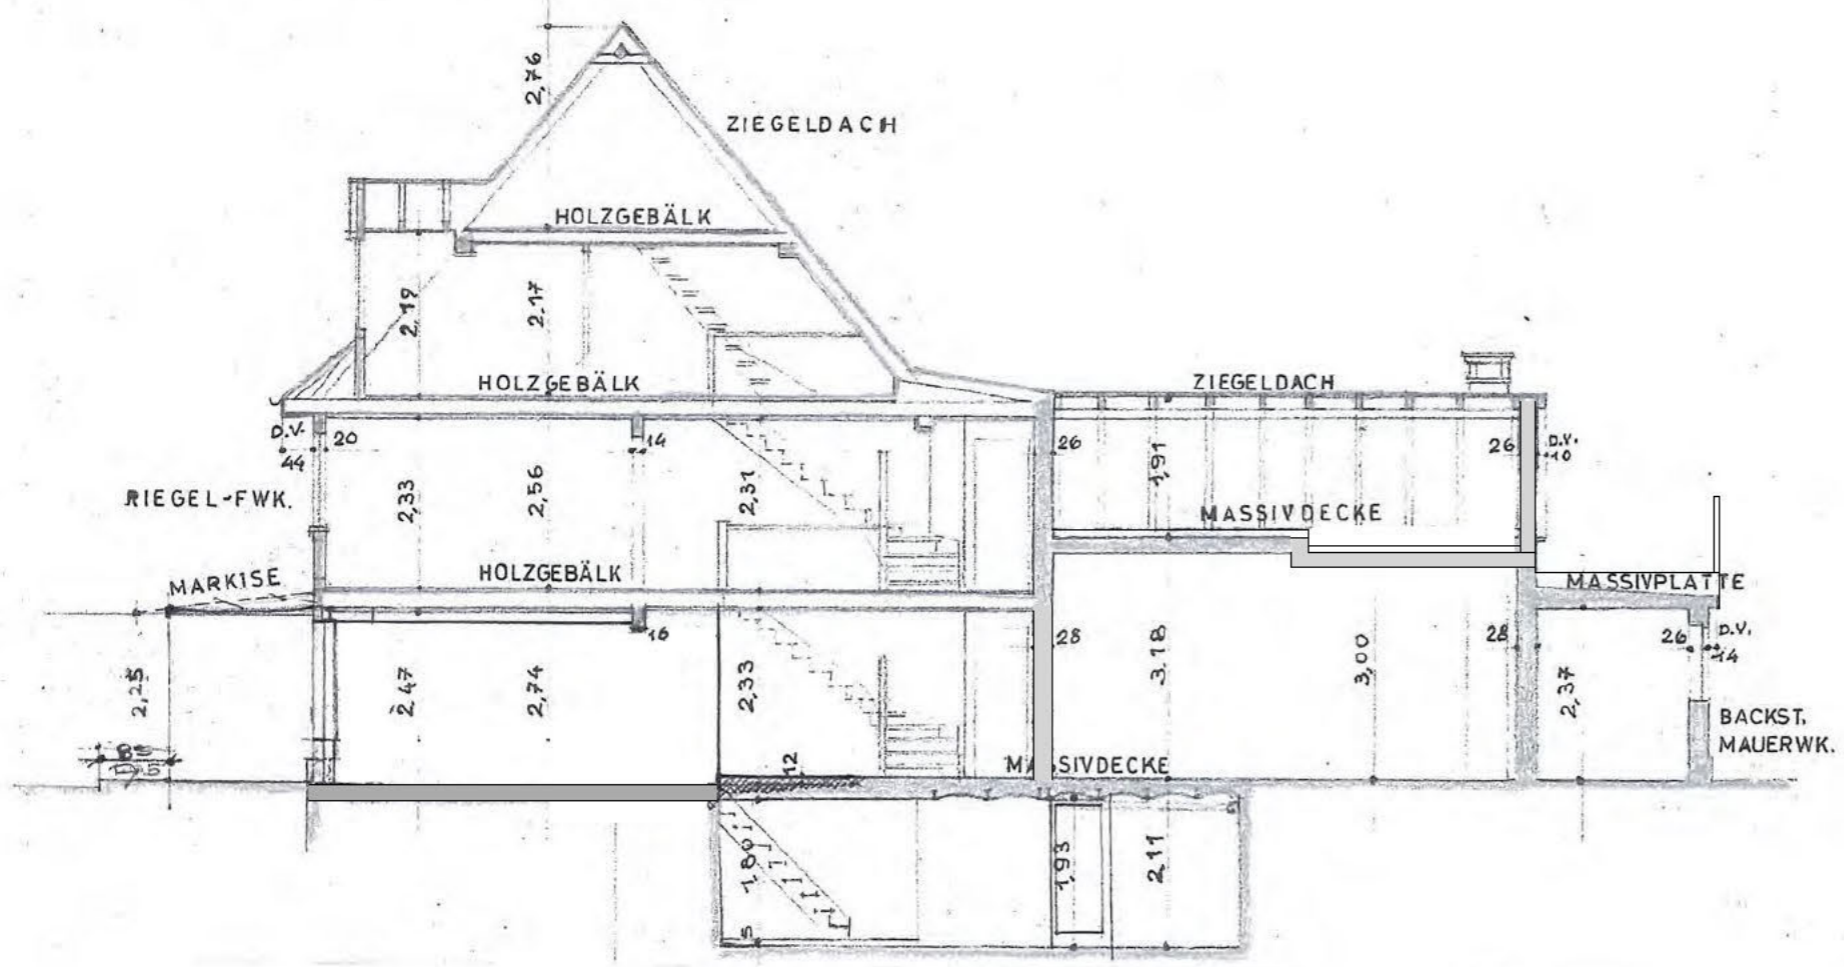 2,76
ZIEGELDACH
HOLZGEBÄLK
2,19
2.17
HOLZGEBÄLK
ZIEGELDACH
D.V.
20
14
44
26
26
D.V.
10
RIEGEL-FWK.
2,33
2,56
2,31
1,91
MASSIVDECKE
MARKISE
HOLZGEBÄLK
MASSIVPLATTE
16
28
28
26
D.V.
14
2,25
2,47
2,74
2,33
3.18
3,00
2,37
BACKST.
MAUERWK.
12
MASSIVDECKE
1,80
1,93
2,11
5